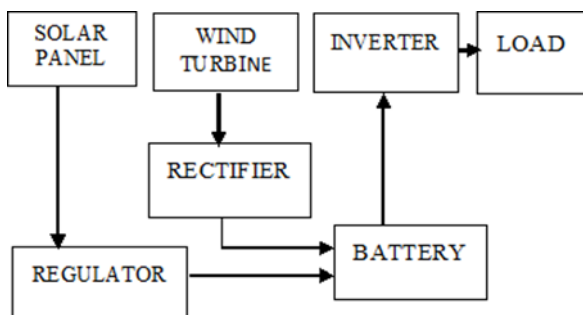 SOLAR
PANEL
WIND
TURBINE
INVERTER
LOAD
RECTIFIER
REGULATOR
BATTERY